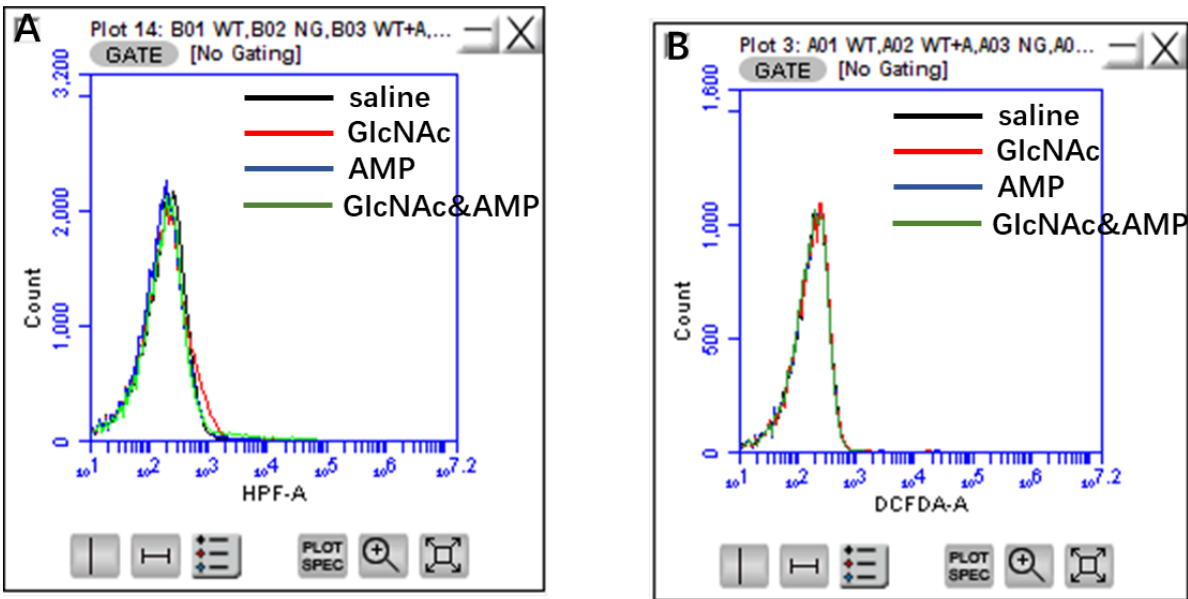 A
Plot 14: B01 WT,B02 NG,B03 WT+A,...
GATE [No Gating]
3,200
2,000
1,000
0
Count
saline
GlcNAc
AMP
GlcNAc&AMP
10^1 10^2 10^3 10^4 10^5 10^6 10^7.2
HPF-A
PLOT SPEC
B
Plot 3: A01 WT,A02 WT+A,A03 NG,A0...
GATE [No Gating]
1,600
1,000
500
0
Count
saline
GlcNAc
AMP
GlcNAc&AMP
10^1 10^2 10^3 10^4 10^5 10^6 10^7.2
DCFDA-A
PLOT SPEC